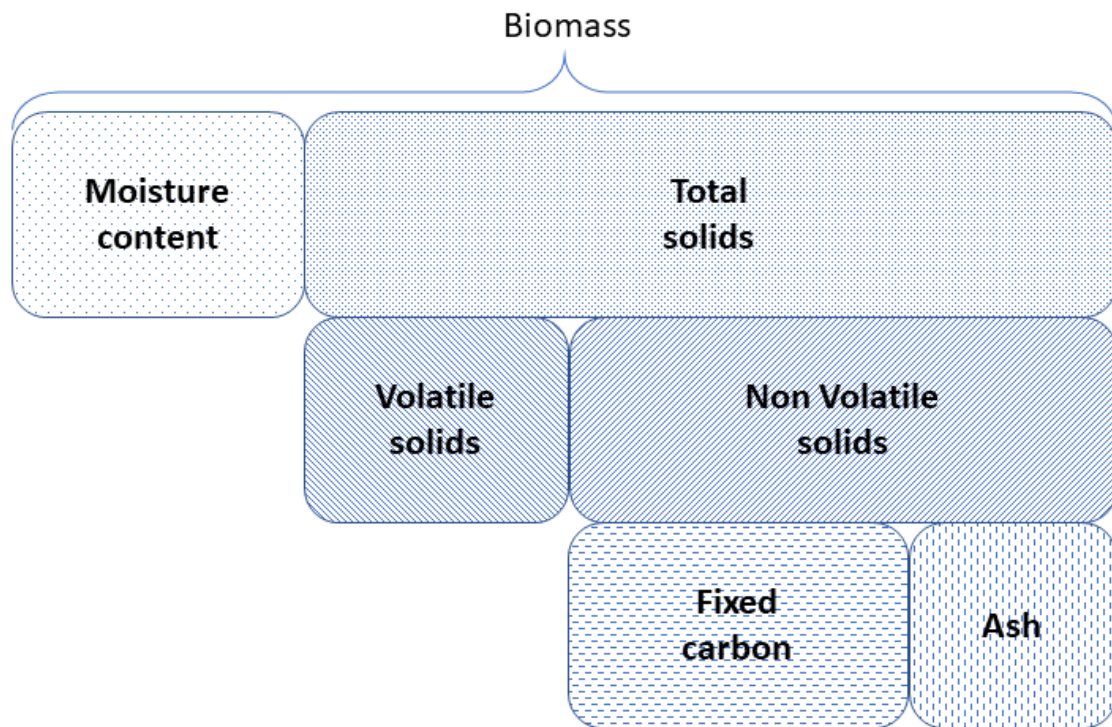 Biomass
Moisture
content
Total
solids
Volatile
solids
Non Volatile
solids
Fixed
carbon
Ash